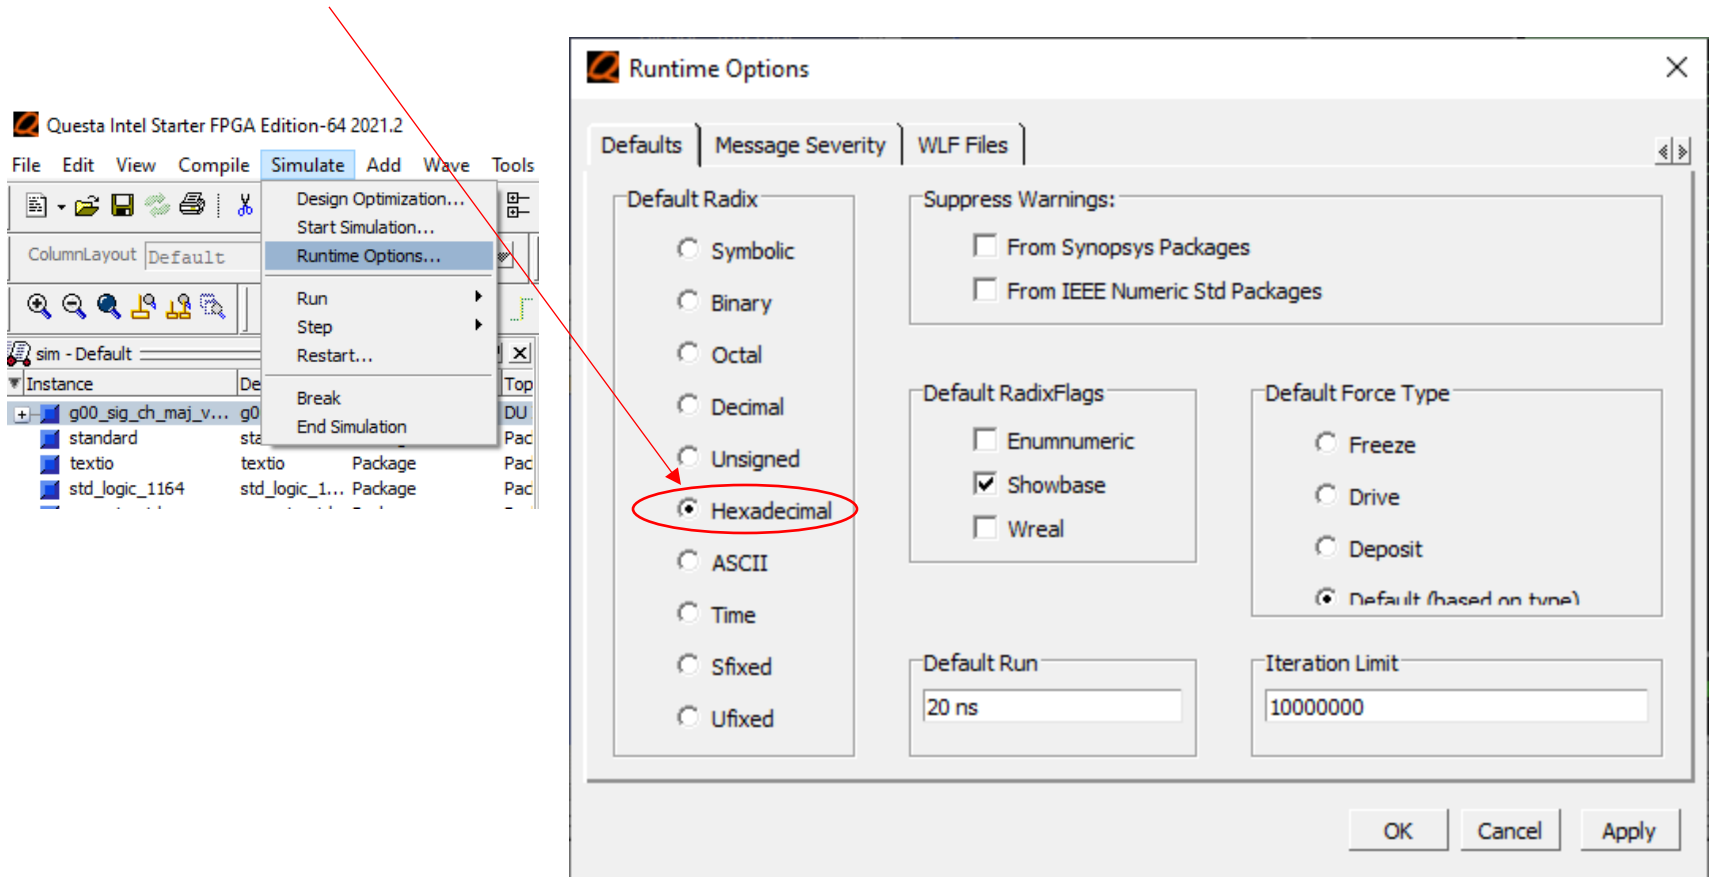 Questa Intel Starter FPGA Edition-64 2021.2
File Edit View Compile Simulate Add Wave Tools
Design Optimization...
Start Simulation...
Runtime Options...
Run
Step
Restart...
Break
End Simulation
ColumnLayout Default
sim - Default
Instance De Top
g00_sig_ch_maj_v... g0 DU
standard sta Pac
textio textio Package Pac
std_logic_1164 std_logic_1... Package Pac
Runtime Options
Defaults Message Severity WLF Files
Default Radix
Symbolic
Binary
Octal
Decimal
Unsigned
Hexadecimal
ASCII
Time
Sfixed
Ufixed
Suppress Warnings:
From Synopsys Packages
From IEEE Numeric Std Packages
Default RadixFlags
Enumnumeric
Showbase
Wreal
Default Force Type
Freeze
Drive
Deposit
Default (based on type)
Default Run
20 ns
Iteration Limit
10000000
OK Cancel Apply